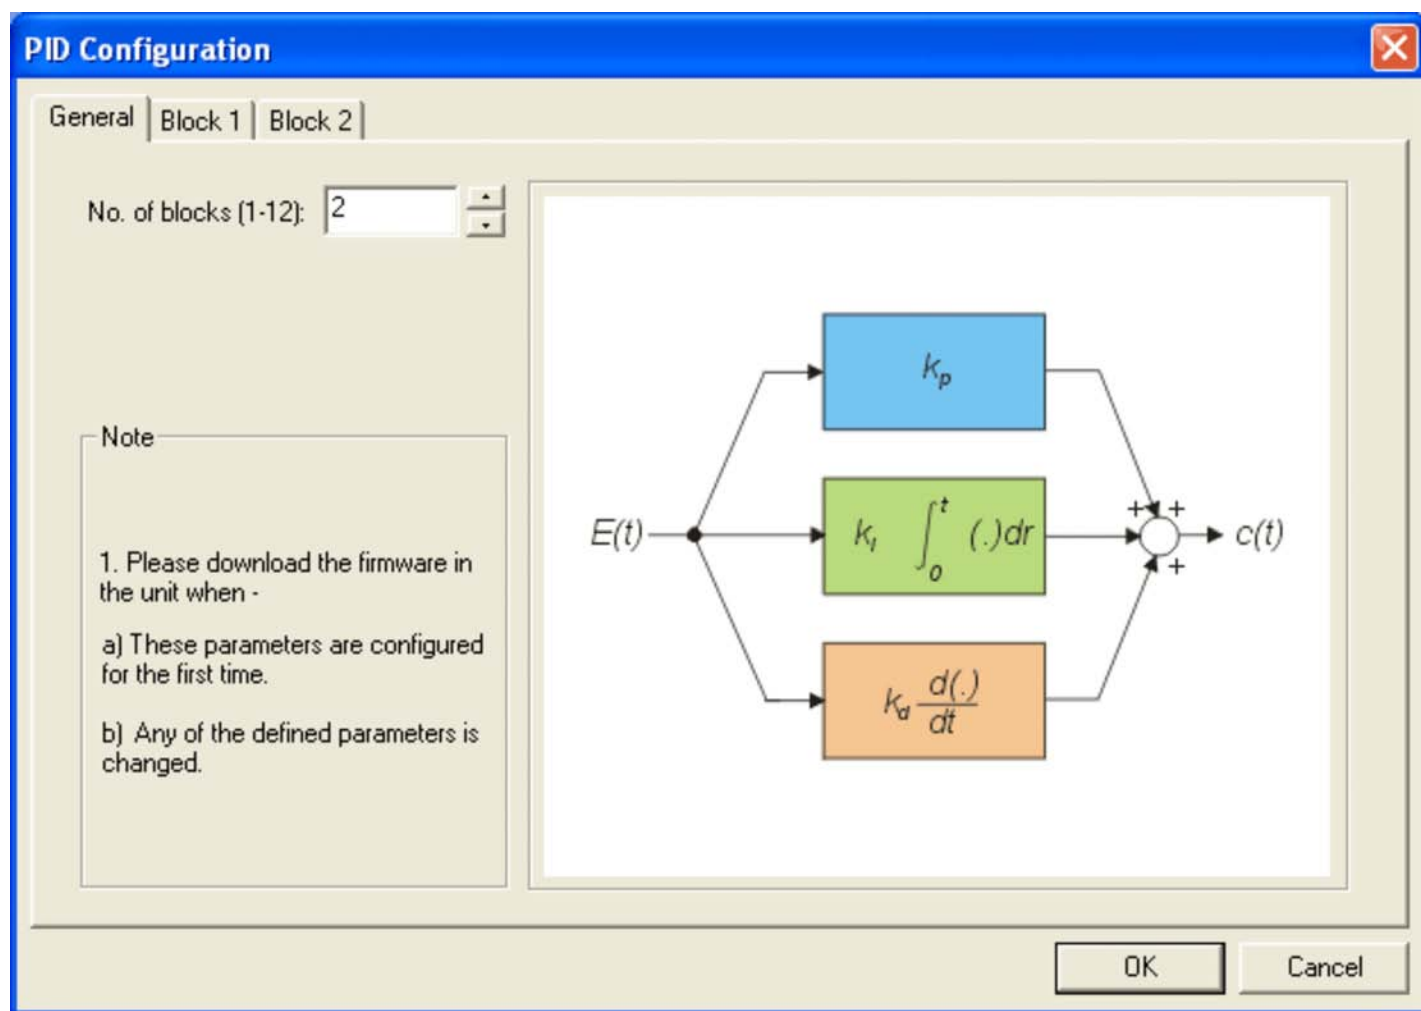 PID Configuration
General
Block 1
Block 2
No. of blocks (1-12):
2
Note
1. Please download the firmware in
the unit when -
a) These parameters are configured
for the first time.
b) Any of the defined parameters is
changed.
kp
E(t)
kI ∫0t (.)dr
+ +
+
c(t)
kd d(.)/dt
OK
Cancel